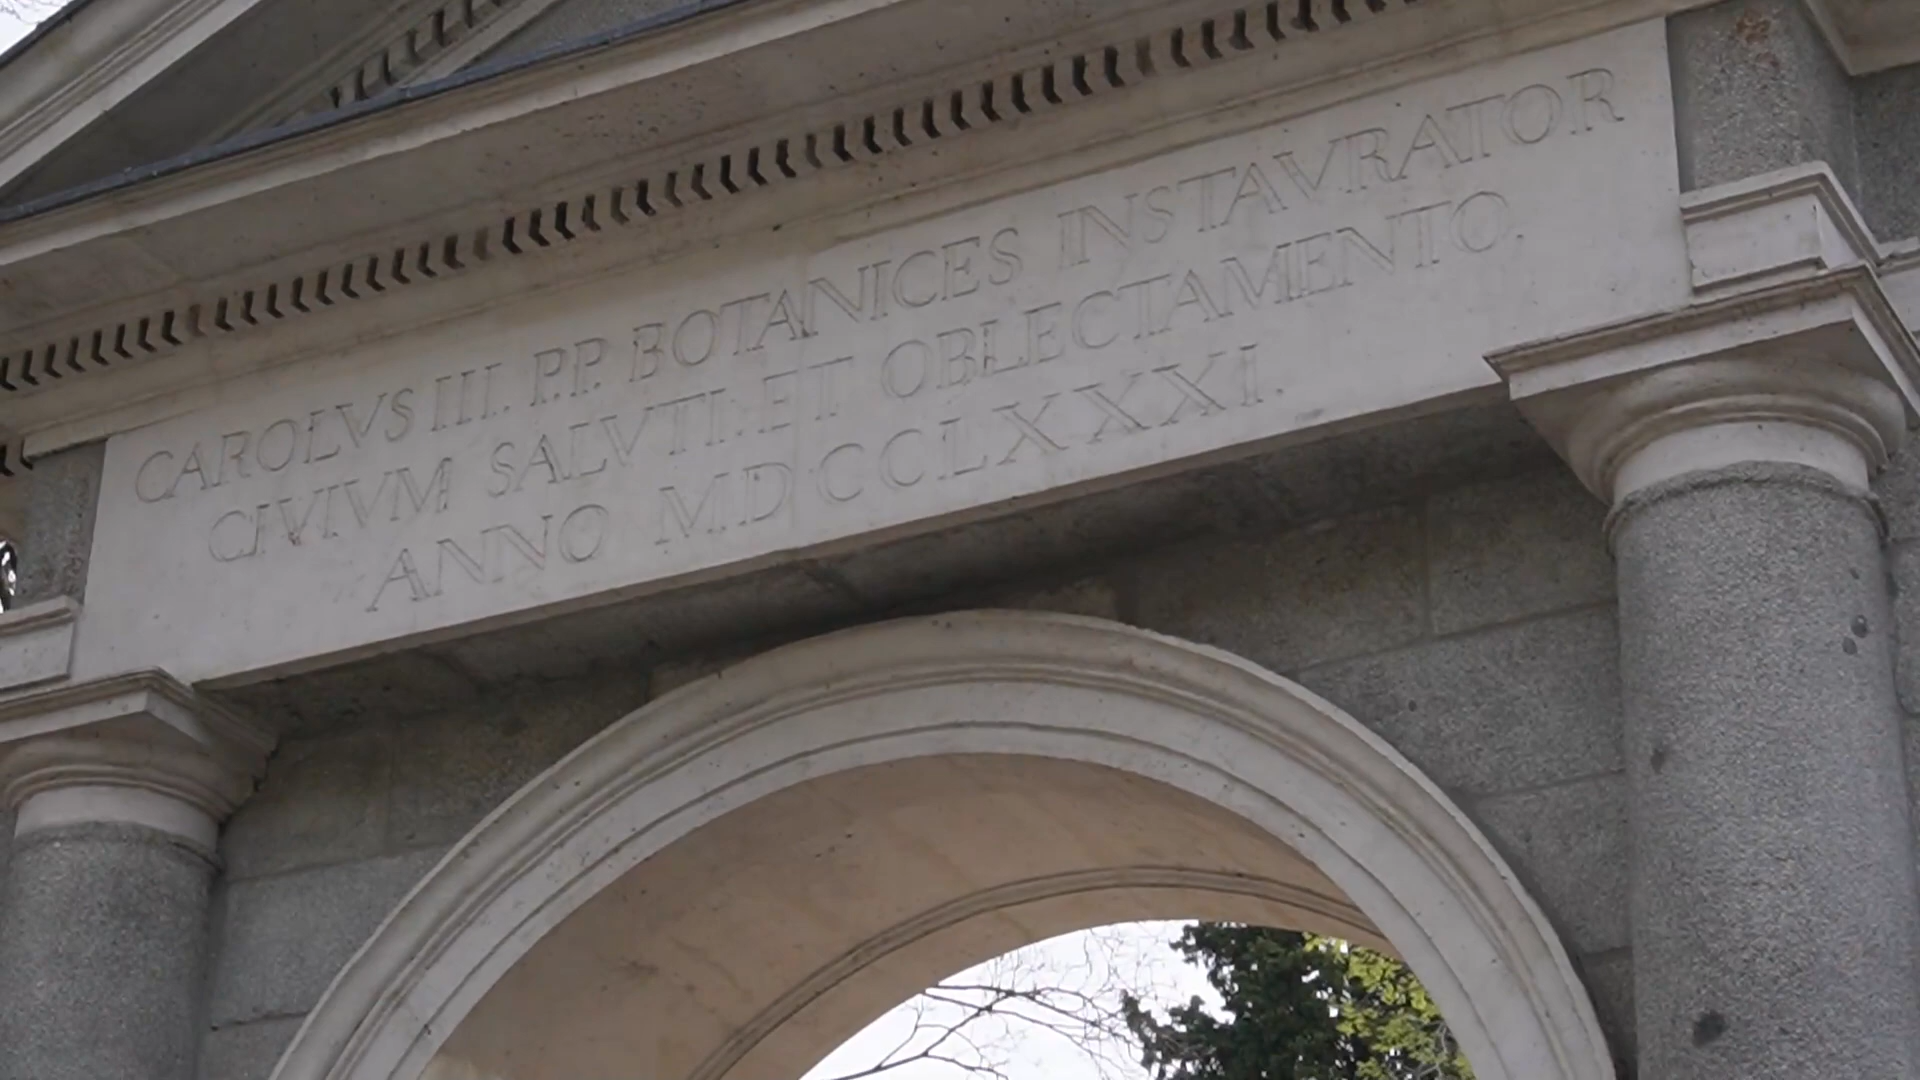 CAROLVS III. P.P. BOTANICES INSTAVRATOR
CIVIVM SALVTI. ET OBLECTAMENTO.
ANNO MDCCLXXXI.